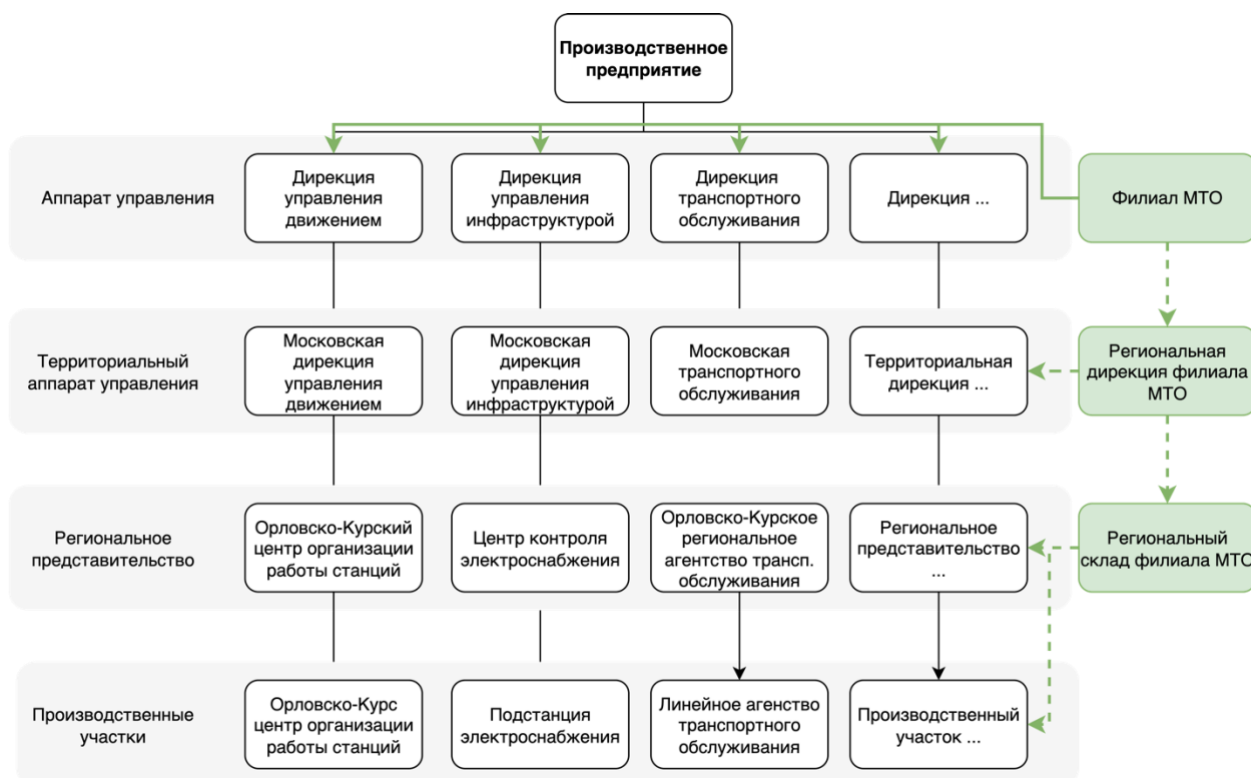 Производственное
предприятие
Аппарат управления
Дирекция
управления
движением
Дирекция
управления
инфраструктурой
Дирекция
транспортного
обслуживания
Дирекция ...
Филиал МТО
Территориальный
аппарат управления
Московская
дирекция
управления
движением
Московская
дирекция
управления
инфраструктурой
Московская
транспортного
обслуживания
Территориальная
дирекция ...
Региональная
дирекция филиала
МТО
Региональное
представительство
Орловско-Курский
центр организации
работы станций
Центр контроля
электроснабжения
Орловско-Курское
региональное
агентство трансп.
обслуживания
Региональное
представительство
...
Региональный
склад филиала МТО
Производственные
участки
Орловско-Курс
центр организации
работы станций
Подстанция
электроснабжения
Линейное агенство
транспортного
обслуживания
Производственный
участок ...